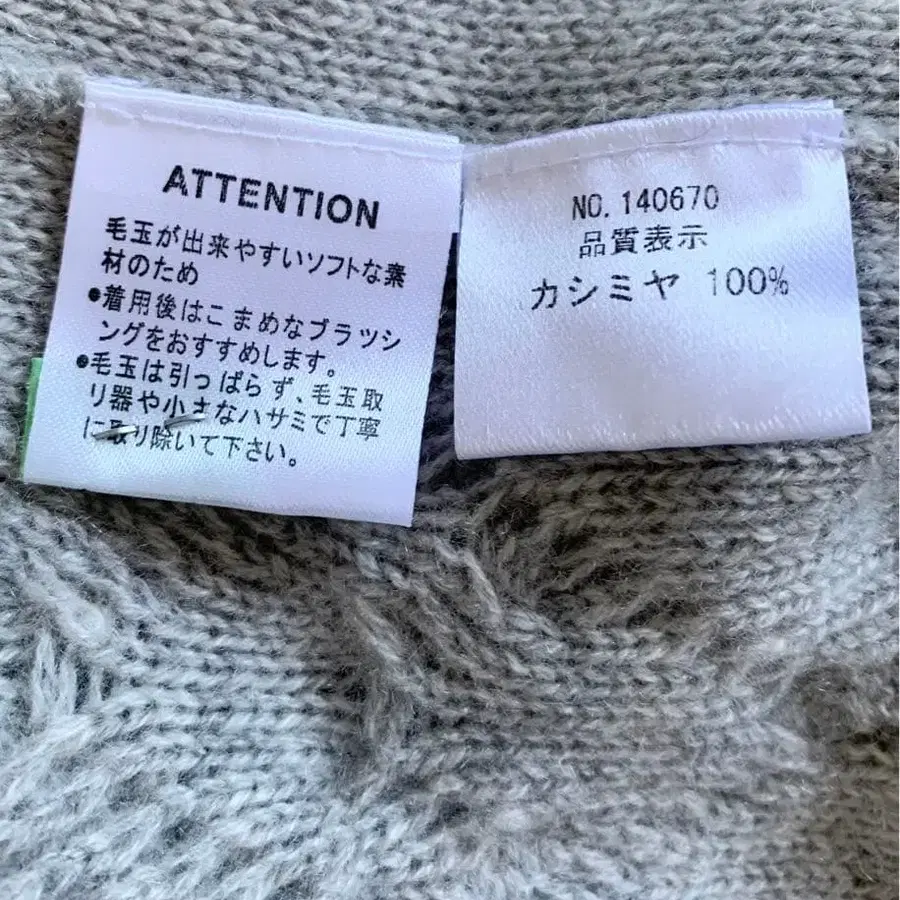 ATTENTION
毛玉が出来やすいソフトな素
材のため
●着用後はこまめなブラッシ
ングをおすすめします。
●毛玉は引っぱらず、毛玉取
り器や小さなハサミで丁寧
に取り除いて下さい。
NO. 140670
品質表示
カシミヤ 100%